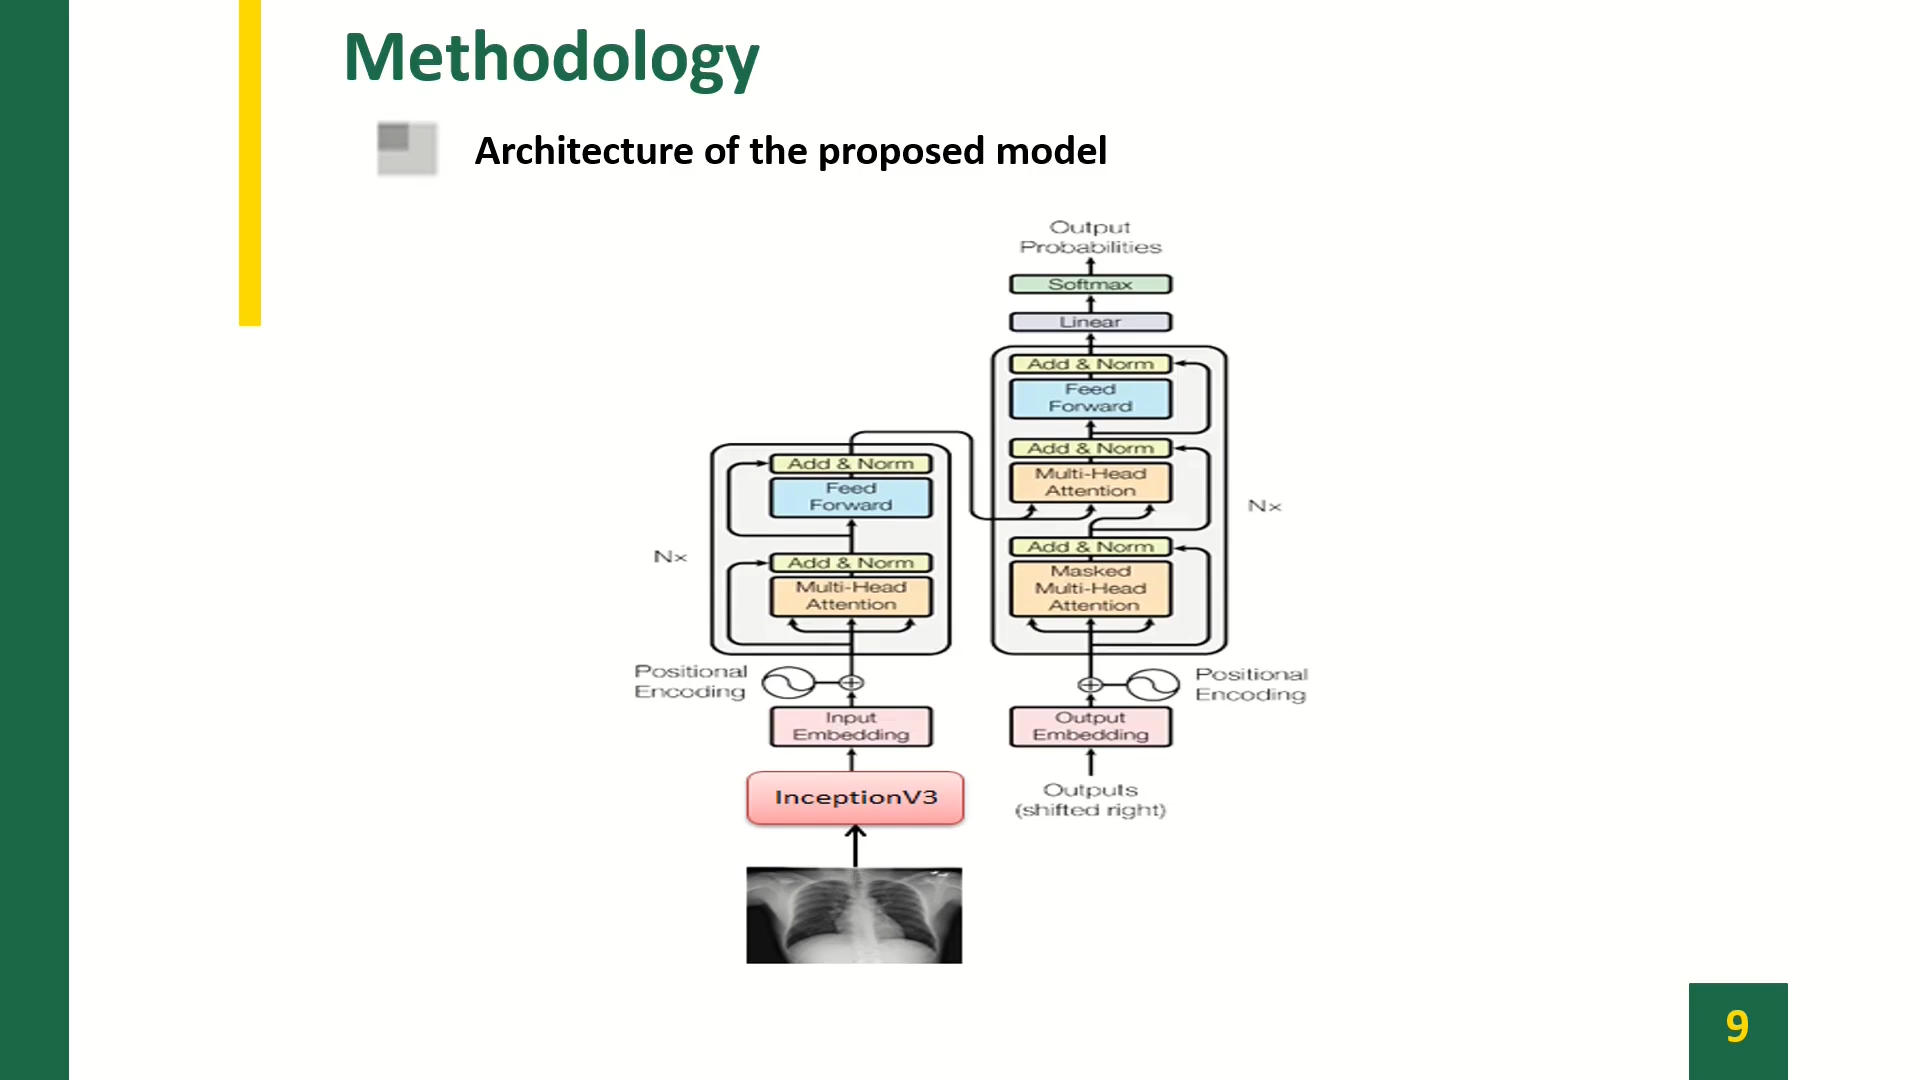 Methodology
Architecture of the proposed model
Output
Probabilities
Softmax
Linear
Add & Norm
Feed
Forward
Add & Norm
Multi-Head
Attention
Add & Norm
Masked
Multi-Head
Attention
Nx
Add & Norm
Feed
Forward
Add & Norm
Multi-Head
Attention
Nx
Positional
Encoding
Positional
Encoding
Input
Embedding
Output
Embedding
InceptionV3
Outputs
(shifted right)
9